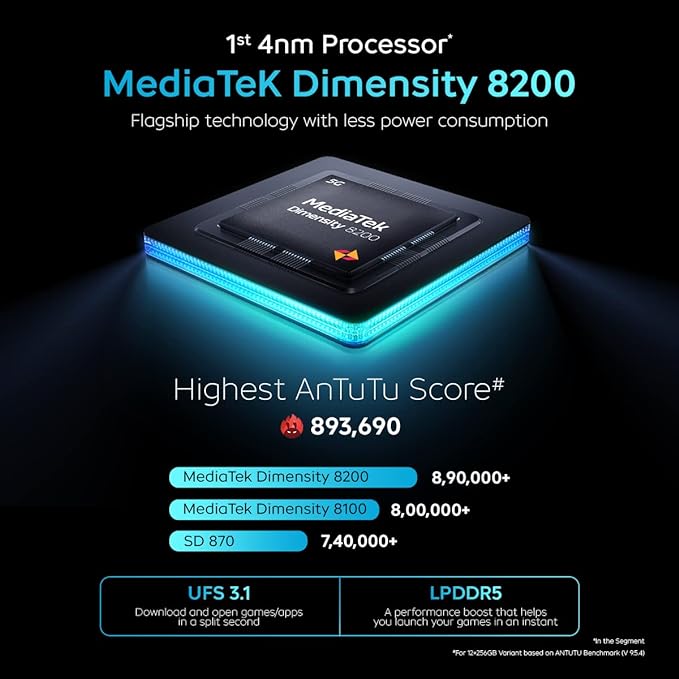 1st 4nm Processor*
MediaTeK Dimensity 8200
Flagship technology with less power consumption
5G
MediaTek
Dimensity 8200
Highest AnTuTu Score#
893,690
MediaTek Dimensity 8200 8,90,000+
MediaTek Dimensity 8100 8,00,000+
SD 870 7,40,000+
UFS 3.1
Download and open games/apps
in a split second
LPDDR5
A performance boost that helps
you launch your games in an instant
*In the Segment
#For 12+256GB Variant based on ANTUTU Benchmark (V 9.5.4)